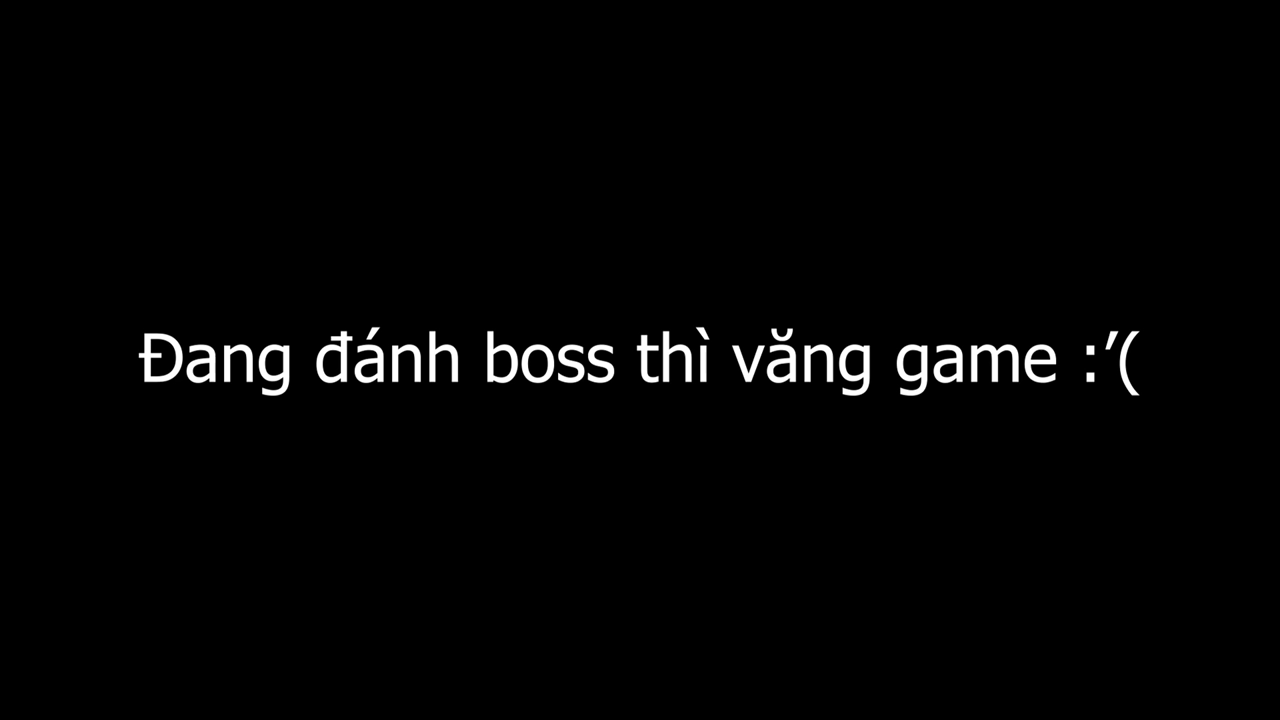 Đang đánh boss thì văng game :’(